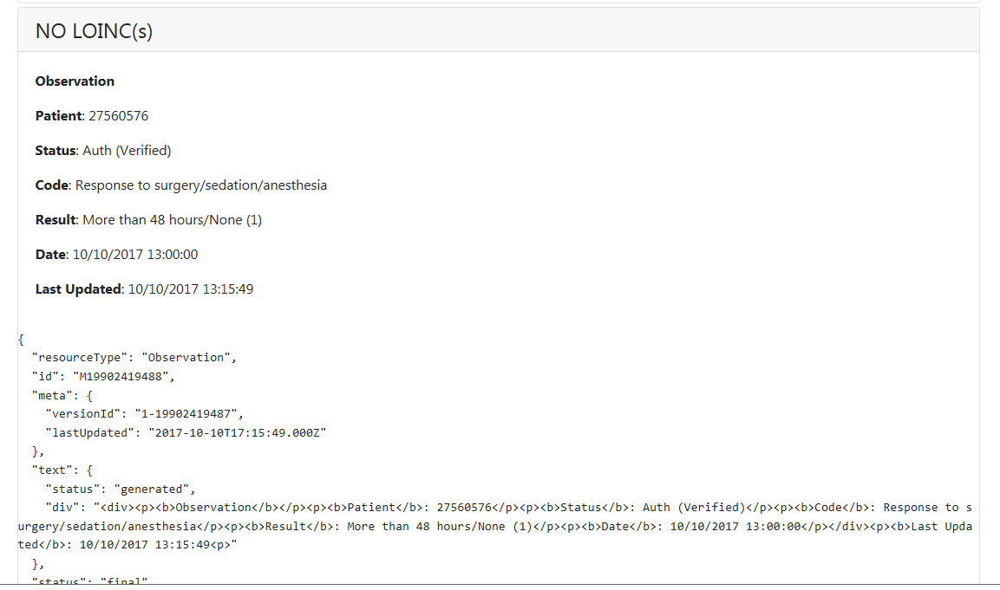 NO LOINC(s)
Observation
Patient: 27560576
Status: Auth (Verified)
Code: Response to surgery/sedation/anesthesia
Result: More than 48 hours/None (1)
Date: 10/10/2017 13:00:00
Last Updated: 10/10/2017 13:15:49
{
  "resourceType": "Observation",
  "id": "M19902419488",
  "meta": {
    "versionId": "1-19902419487",
    "lastUpdated": "2017-10-10T17:15:49.000Z"
  },
  "text": {
    "status": "generated",
    "div": "<div><p><b>Observation</b></p><p><b>Patient</b>: 27560576</p><p><b>Status</b>: Auth (Verified)</p><p><b>Code</b>: Response to s
urgery/sedation/anesthesia</p><p><b>Result</b>: More than 48 hours/None (1)</p><p><b>Date</b>: 10/10/2017 13:00:00</p></div><p><b>Last Upda
ted</b>: 10/10/2017 13:15:49<p>"
  },
  "status": "final"